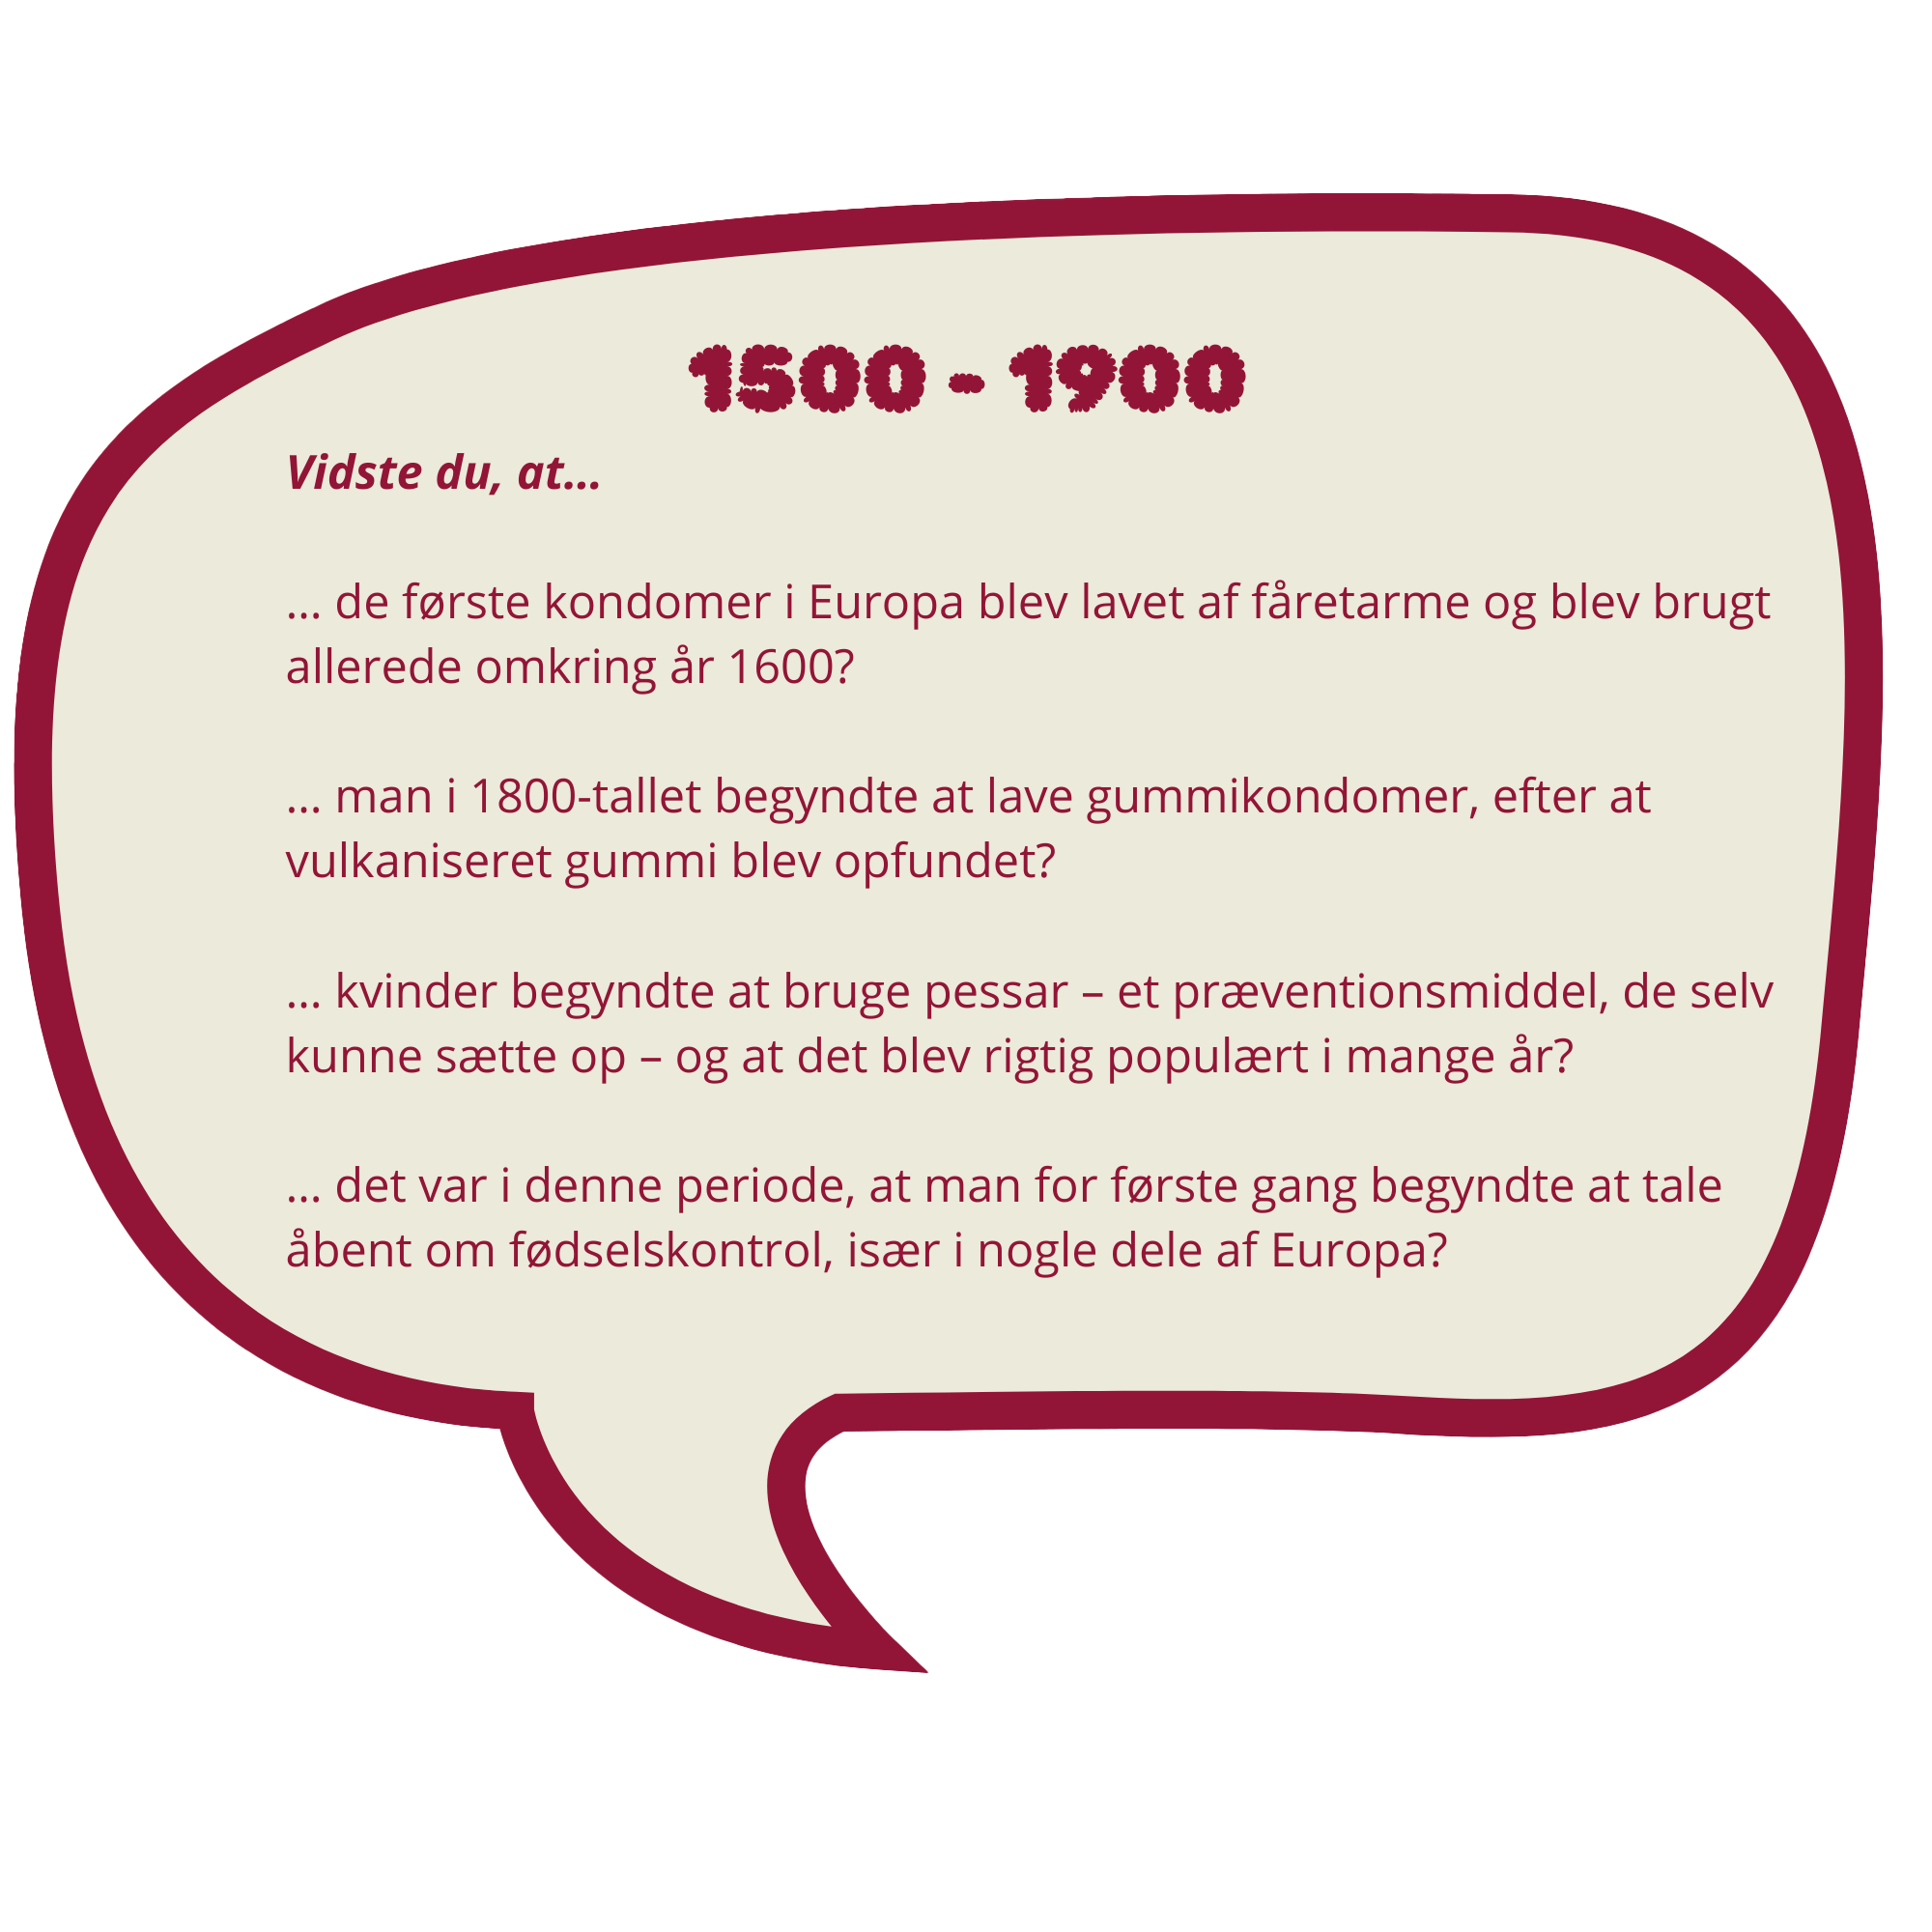 1500 - 1900
Vidste du, at...
... de første kondomer i Europa blev lavet af fåretarme og blev brugt
allerede omkring år 1600?
... man i 1800-tallet begyndte at lave gummikondomer, efter at
vulkaniseret gummi blev opfundet?
... kvinder begyndte at bruge pessar – et præventionsmiddel, de selv
kunne sætte op – og at det blev rigtig populært i mange år?
... det var i denne periode, at man for første gang begyndte at tale
åbent om fødselskontrol, især i nogle dele af Europa?